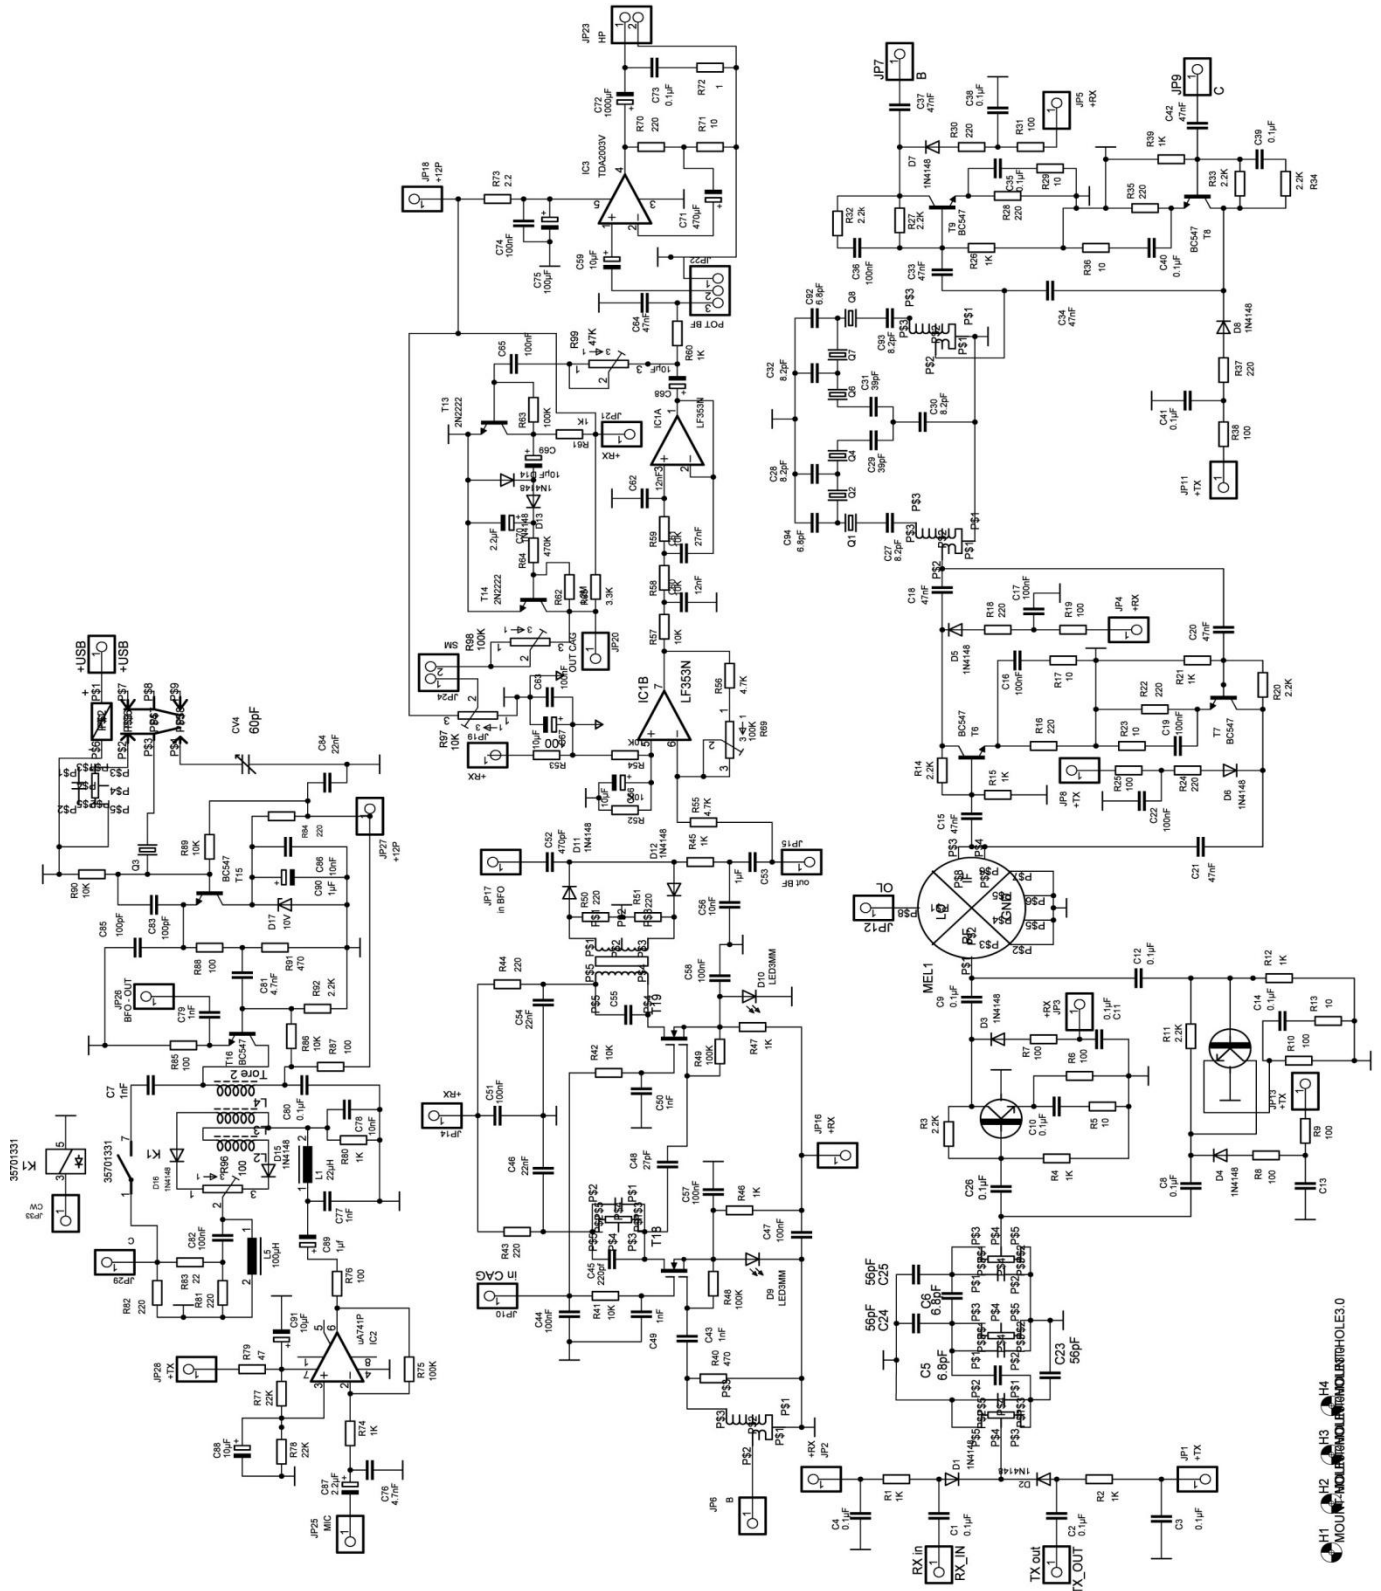 JP23
HP
1
2
C72
1000µF
C73
0.1µF
R72
1
R70
220
R71
10
IC3
TDA2003V
JP18
+12P
R73
2.2
C74
100nF
C75
100µF
C59
10µF
C71
470µF
JP22
POT BF
C64
47nF
R60
1K
R99
47K
C65
100nF
10µF
C68
T13
2N2222
R63
100K
R61
1K
JP21
+RX
IC1A
LF353N
C69
10µF
D14
1N4148
D13
1N4148
C70
2.2µF
R64
470K
C62
12nF
R59
27nF
R58
12nF
R57
10K
T14
2N2222
R62
3.3K
JP20
OUT CAG
R98
100K
SM
JP24
R97
10K
JP19
+RX
C63
100nF
10µF
R53
R54
R52
10µF
IC1B
LF353N
R56
4.7K
R69
100K
R55
4.7K
JP17
in BFO
C52
470pF
D11
1N4148
D12
1N4148
R45
1K
1µF
C53
JP15
out BF
R50
220
R51
220
C56
10nF
C58
100nF
D10
LED3MM
R47
1K
R49
100K
T19
C55
R44
220
C54
22nF
R42
10K
C50
1nF
JP14
+RX
C51
100nF
C46
22nF
C48
27pF
C57
100nF
R46
1K
C47
100nF
JP16
+RX
R43
220
C45
220pf
R41
10K
in CAG
JP10
C44
100nF
C49
1nF
C43
1nF
R40
470
R48
100K
D9
LED3MM
JP6
B
+USB
+USB
CV4
60pF
C84
22nF
R84
220
JP27
+12P
R89
10K
Q3
R90
10K
BC547
T15
C86
10nF
C90
1µF
D17
10V
C85
100pF
C83
100pF
R88
100
R91
470
C81
4.7nF
R92
2.2K
JP26
BFO - OUT
C79
1nF
R85
100
T16
BC547
R86
10K
R87
100
C7
1nF
Tore 2
L4
L3
L2
C80
0.1µF
C78
10nF
R80
1K
D15
1N4148
D16
1N4148
R96
100
L1
22µH
C77
1nF
C89
1µf
R76
100
35701331
K1
JP33
CW
35701331
K1
C
JP29
R82
220
R83
22
R81
220
C82
100nF
L5
100µH
JP28
+TX
R79
47
C91
10µF
uA741P
IC2
R75
100K
R77
22K
R78
22K
C88
10µF
R74
1K
C87
2.2µF
C76
4.7nF
JP25
MIC
JP7
B
C37
47nF
C38
0.1µF
JP5
+RX
R30
220
R31
100
D7
1N4148
R32
2.2k
R27
2.2K
T9
BC547
C35
0.1µF
R28
220
R29
10
C36
100nF
C33
47nF
R26
1K
R36
10
C40
0.1µF
R35
220
R39
1K
JP9
C
C42
47nF
C39
0.1µF
R33
2.2K
R34
2.2K
BC547
T8
C34
47nF
D8
1N4148
R37
220
C41
0.1µF
R38
100
JP11
+TX
C92
6.8pF
Q8
C93
8.2pF
Q7
C32
8.2pF
Q6
C31
39pF
C30
8.2pF
C29
39pF
Q4
C28
8.2pF
Q2
Q1
C94
6.8pF
C27
8.2pF
C18
47nF
D5
1N4148
R18
220
C17
100nF
R19
100
JP4
+RX
C20
47nF
BC547
T6
C16
100nF
R17
10
R16
220
R22
220
R21
1K
R23
10
C19
100nF
T7
BC547
R20
2.2K
R14
2.2K
R15
1K
JP8
+TX
R25
100
R24
220
C22
100nF
D6
1N4148
C15
47nF
C21
47nF
JP12
OL
MEL1
C12
0.1µF
C9
0.1µF
D3
1N4148
R7
100
R6
100
+RX
JP3
0.1µF
C11
R3
2.2K
C10
0.1µF
R5
10
R4
1K
C26
0.1µF
C8
0.1µF
R11
2.2K
R12
1K
C14
0.1µF
R13
10
R10
100
JP13
+TX
R9
100
R8
100
D4
1N4148
C13
56pF
C25
56pF
C24
C6
6.8pF
C5
6.8pF
C23
56pF
D1
1N4148
D2
1N4148
+RX
JP2
R1
1K
C4
0.1µF
C1
0.1µF
RX in
RX_IN
R2
1K
JP1
+TX
C2
0.1µF
C3
0.1µF
TX out
TX_OUT
H1
H2
H3
H4